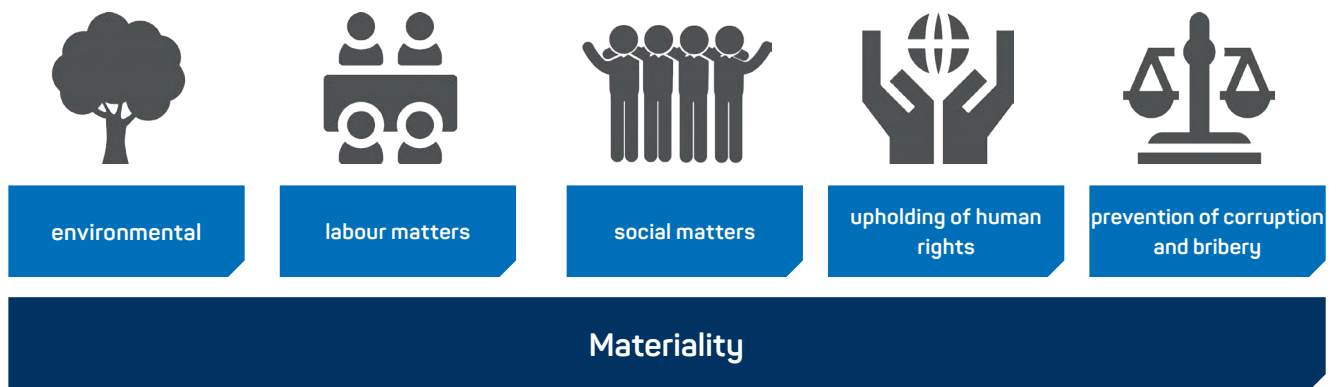 environmental
labour matters
social matters
upholding of human
rights
prevention of corruption
and bribery
Materiality